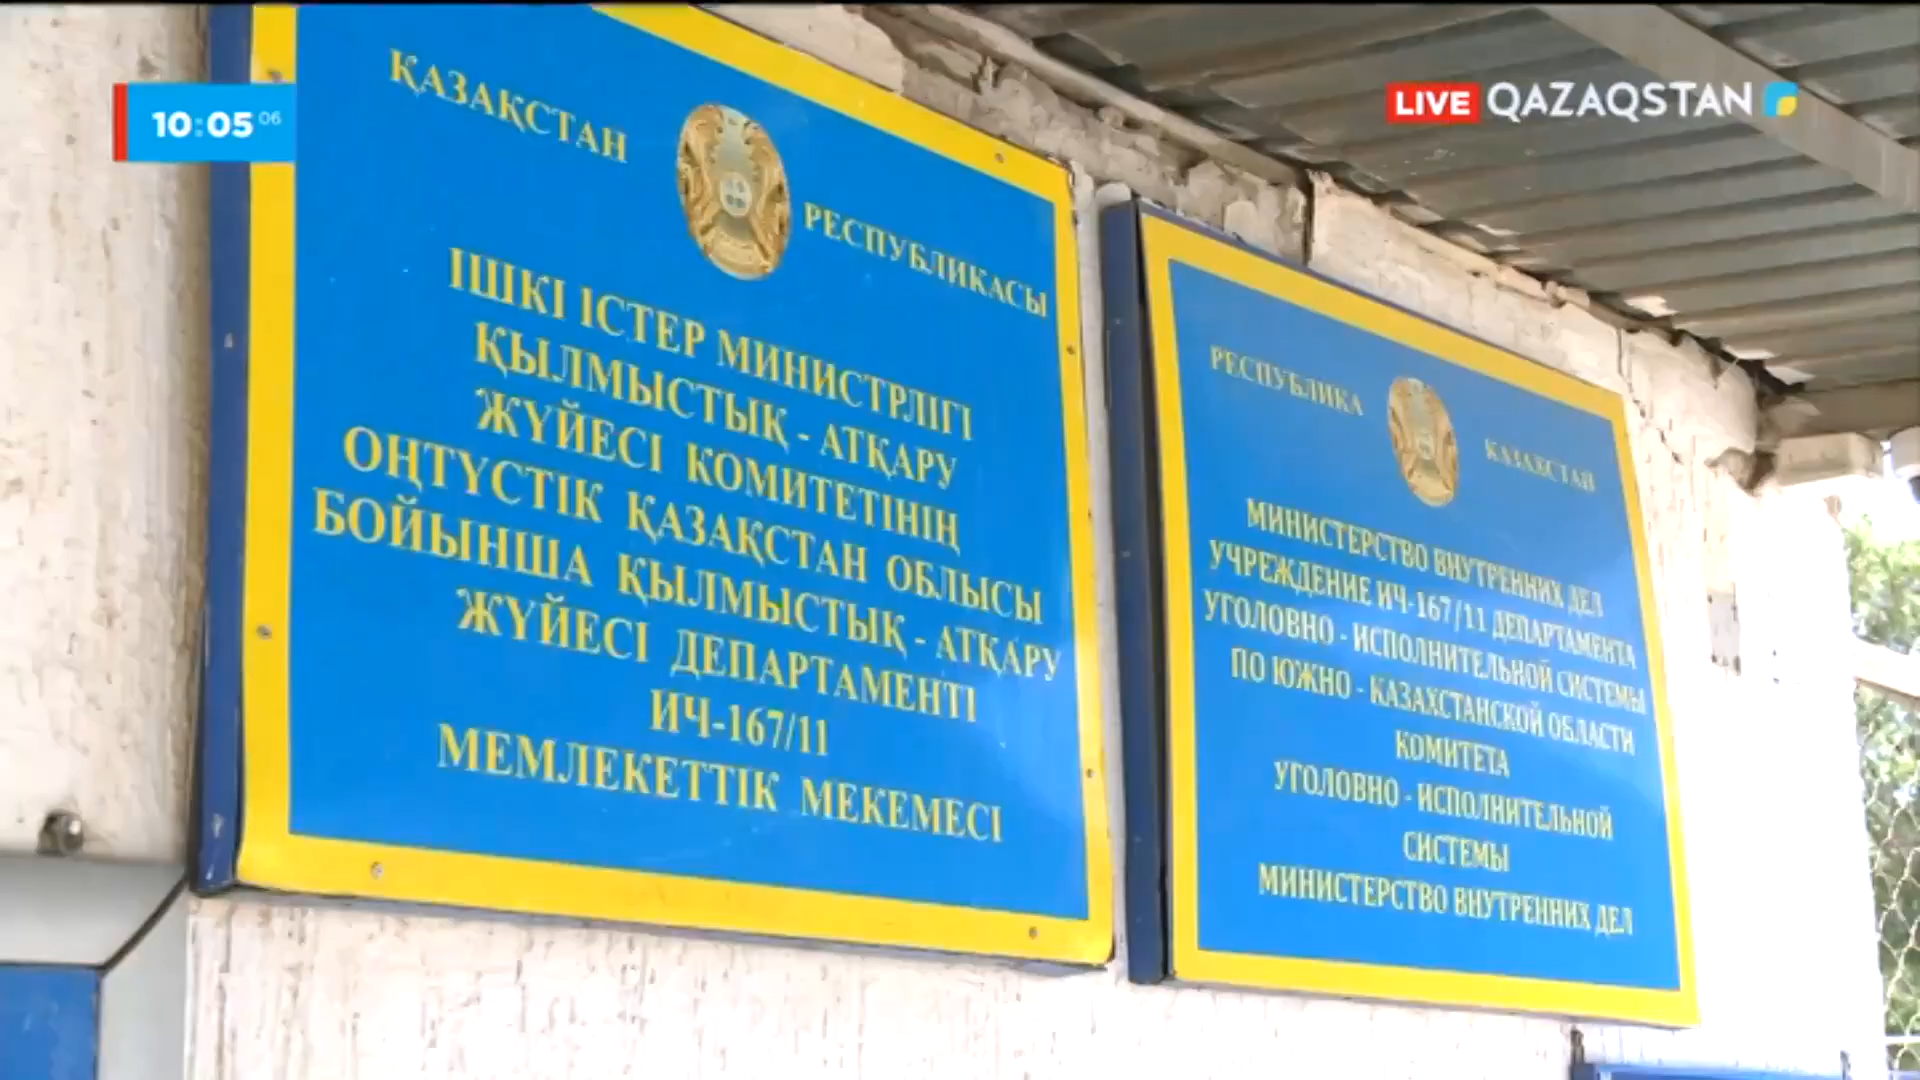 10:05 06
LIVE QAZAQSTAN
ҚАЗАҚСТАН
РЕСПУБЛИКАСЫ
ІШКІ ІСТЕР МИНИСТРЛІГІ
ҚЫЛМЫСТЫҚ - АТҚАРУ
ЖҮЙЕСІ КОМИТЕТІНІҢ
ОҢТҮСТІК ҚАЗАҚСТАН ОБЛЫСЫ
БОЙЫНША ҚЫЛМЫСТЫҚ - АТҚАРУ
ЖҮЙЕСІ ДЕПАРТАМЕНТІ
ИЧ-167/11
МЕМЛЕКЕТТІК МЕКЕМЕСІ
РЕСПУБЛИКА
КАЗАХСТАН
МИНИСТЕРСТВО ВНУТРЕННИХ ДЕЛ
УЧРЕЖДЕНИЕ ИЧ-167/11 ДЕПАРТАМЕНТА
УГОЛОВНО - ИСПОЛНИТЕЛЬНОЙ СИСТЕМЫ
ПО ЮЖНО - КАЗАХСТАНСКОЙ ОБЛАСТИ
КОМИТЕТА
УГОЛОВНО - ИСПОЛНИТЕЛЬНОЙ
СИСТЕМЫ
МИНИСТЕРСТВО ВНУТРЕННИХ ДЕЛ